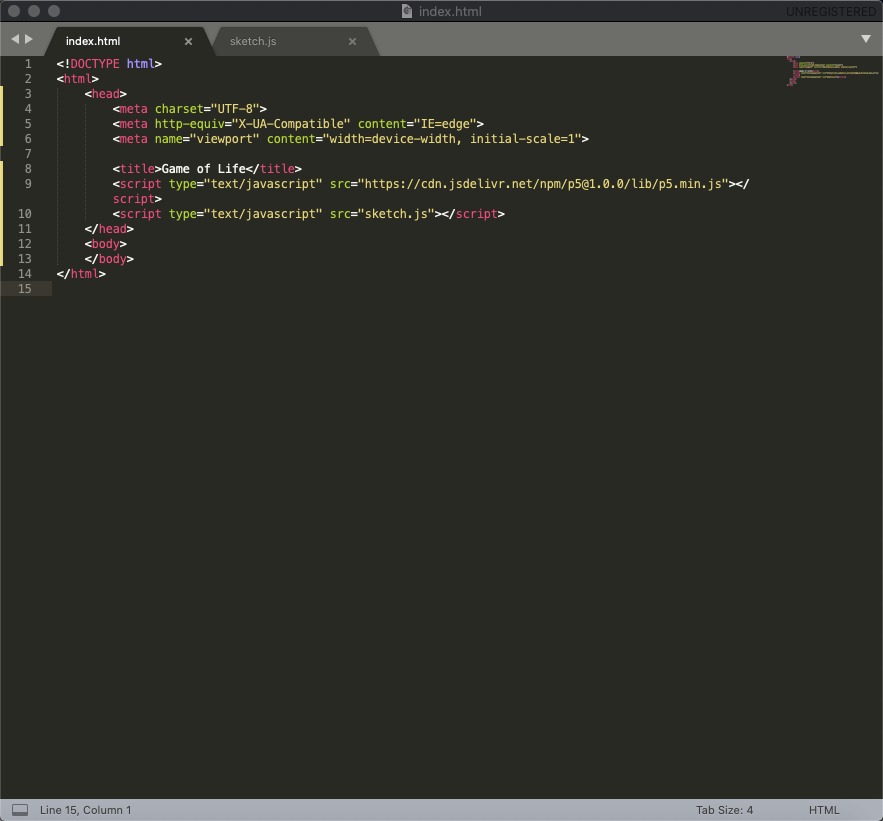 index.html
UNREGISTERED
index.html × sketch.js ×
1 <!DOCTYPE html>
2 <html>
3 <head>
4 <meta charset="UTF-8">
5 <meta http-equiv="X-UA-Compatible" content="IE=edge">
6 <meta name="viewport" content="width=device-width, initial-scale=1">
7
8 <title>Game of Life</title>
9 <script type="text/javascript" src="https://cdn.jsdelivr.net/npm/p5@1.0.0/lib/p5.min.js"></
script>
10 <script type="text/javascript" src="sketch.js"></script>
11 </head>
12 <body>
13 </body>
14 </html>
15
Line 15, Column 1
Tab Size: 4
HTML